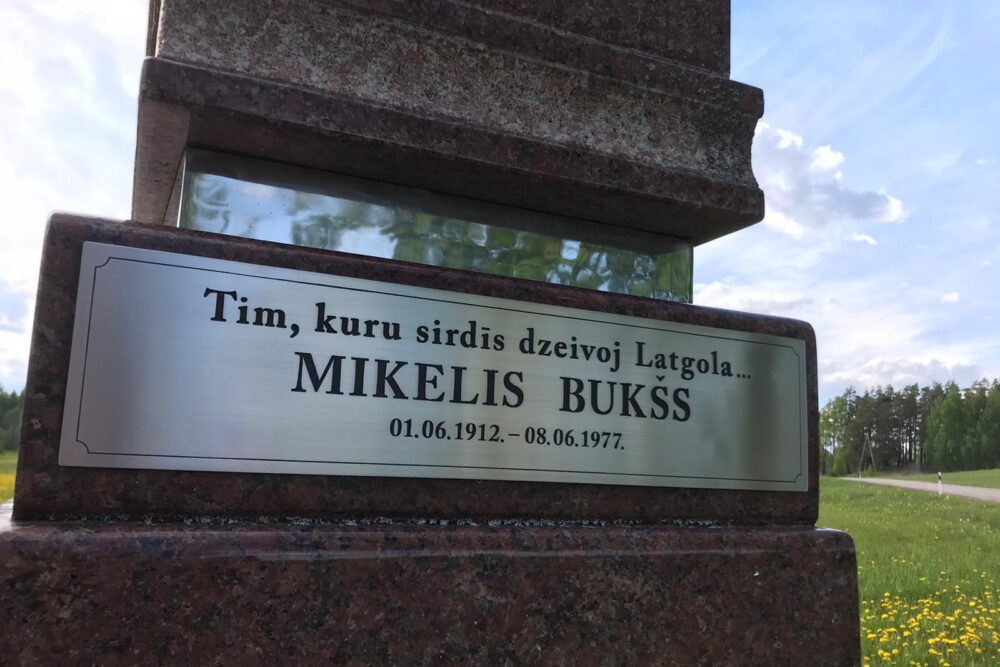 Tim, kuru sirdīs dzeivoj Latgola...
MIKELIS BUKŠS
01.06.1912. – 08.06.1977.